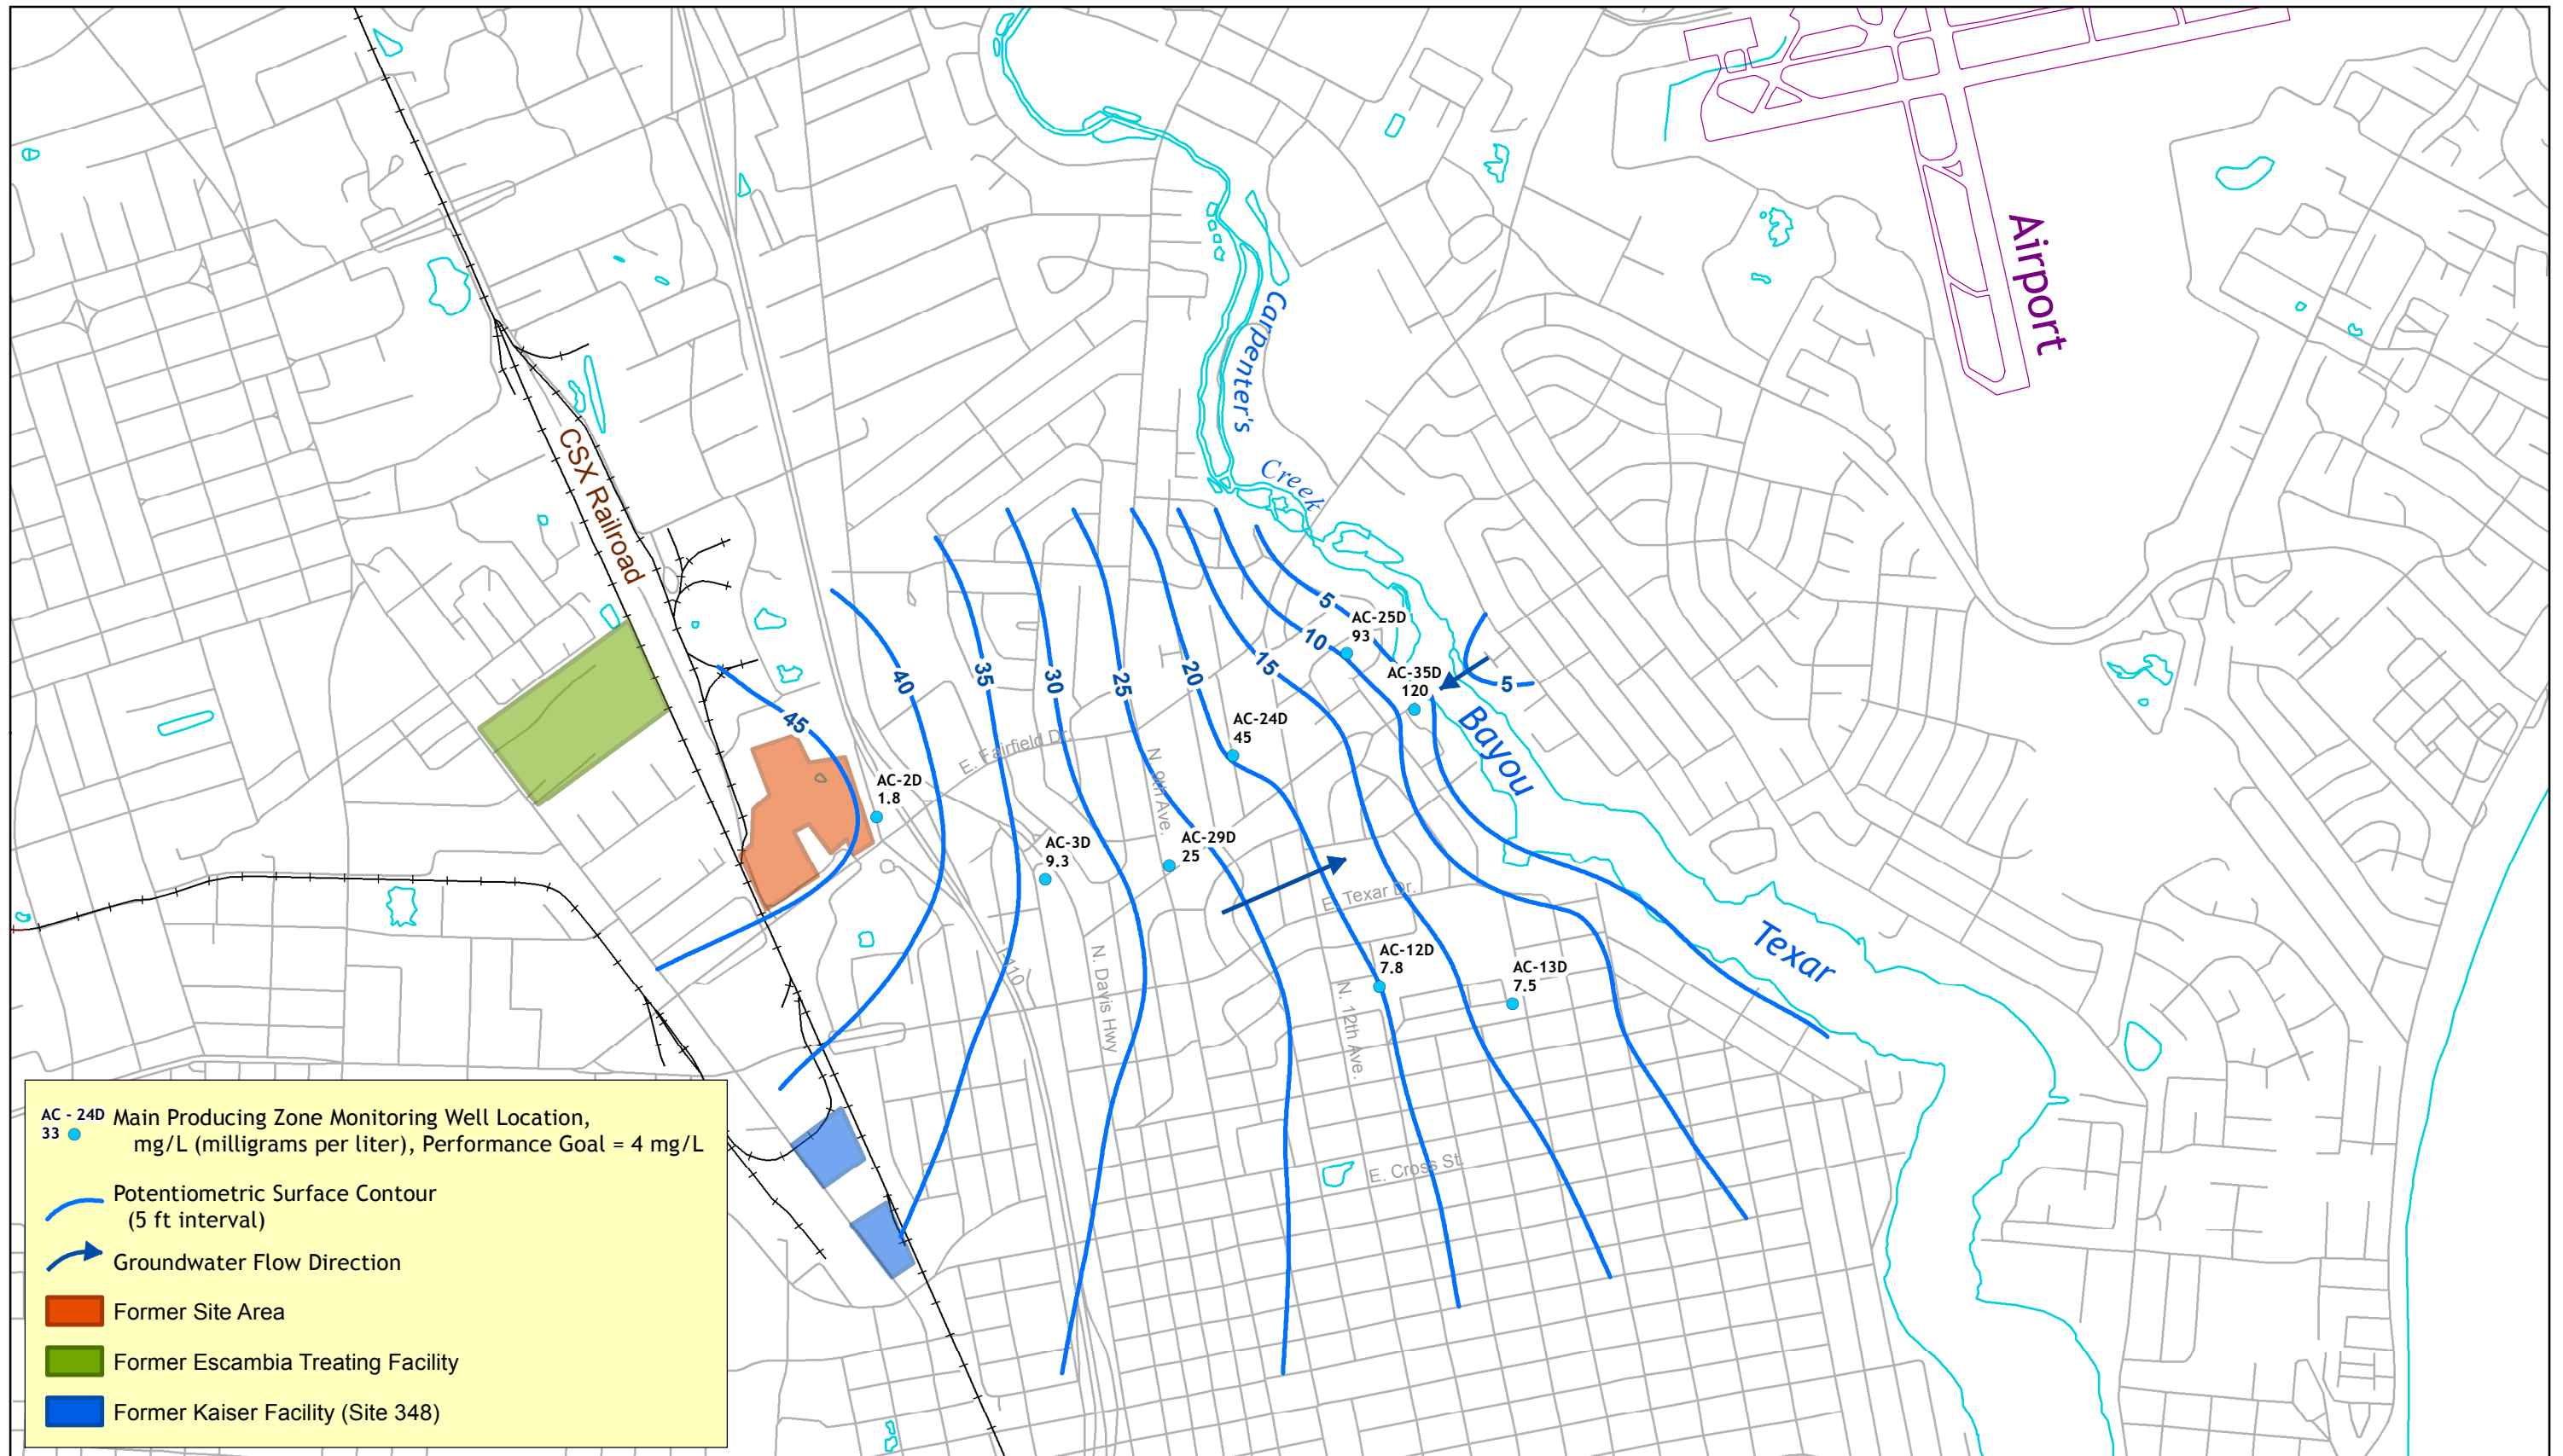 Airport
Carpenter's
Creek
CSX Railroad
5
AC-25D
93
10
15
20
25
30
35
40
45
AC-35D
120
5
Bayou
AC-24D
45
E. Fairfield Dr.
N. 9th Ave.
AC-2D
1.8
AC-3D
9.3
AC-29D
25
E. Texar Dr.
Texar
AC-12D
7.8
AC-13D
7.5
I-110
N. Davis Hwy
N. 12th Ave.
E. Cross St.
AC - 24D
33
Main Producing Zone Monitoring Well Location,
mg/L (milligrams per liter), Performance Goal = 4 mg/L
Potentiometric Surface Contour
(5 ft interval)
Groundwater Flow Direction
Former Site Area
Former Escambia Treating Facility
Former Kaiser Facility (Site 348)